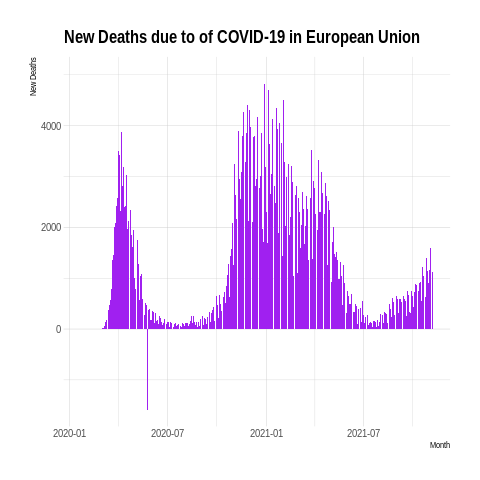 New Deaths due to of COVID-19 in European Union
New Deaths
4000
2000
0
2020-01
2020-07
2021-01
2021-07
Month